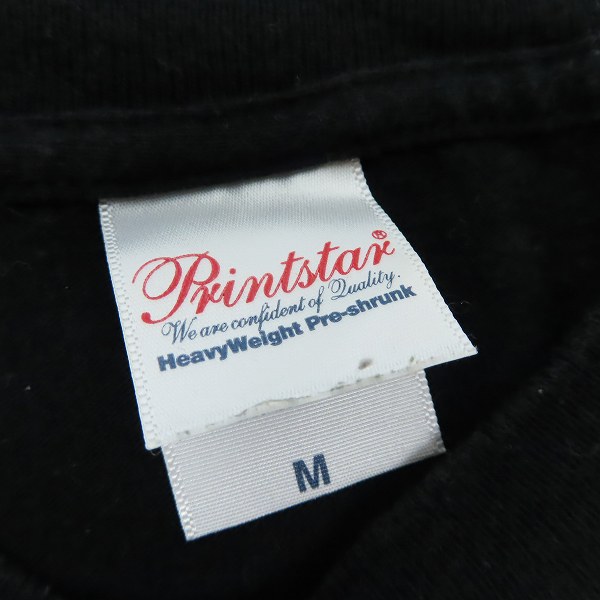 Printstar®
We are confident of Quality.
HeavyWeight Pre-shrunk
M